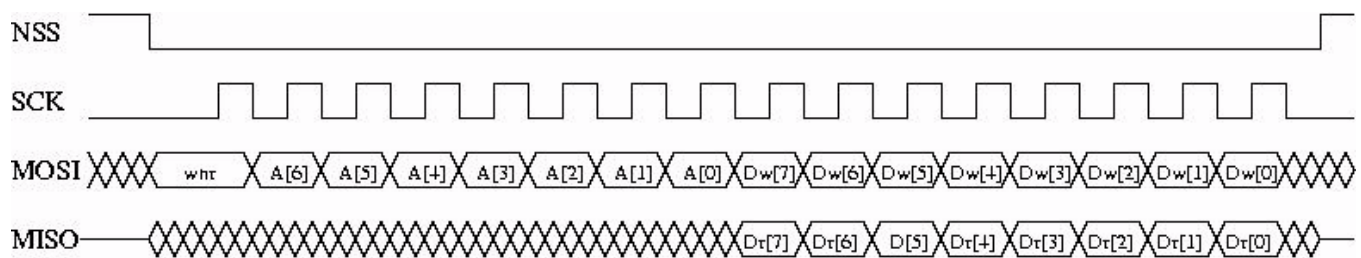 NSS
SCK
MOSI whr A[6] A[5] A[4] A[3] A[2] A[1] A[0] Dw[7] Dw[6] Dw[5] Dw[4] Dw[3] Dw[2] Dw[1] Dw[0]
MISO Dr[7] Dr[6] D[5] Dr[4] Dr[3] Dr[2] Dr[1] Dr[0]